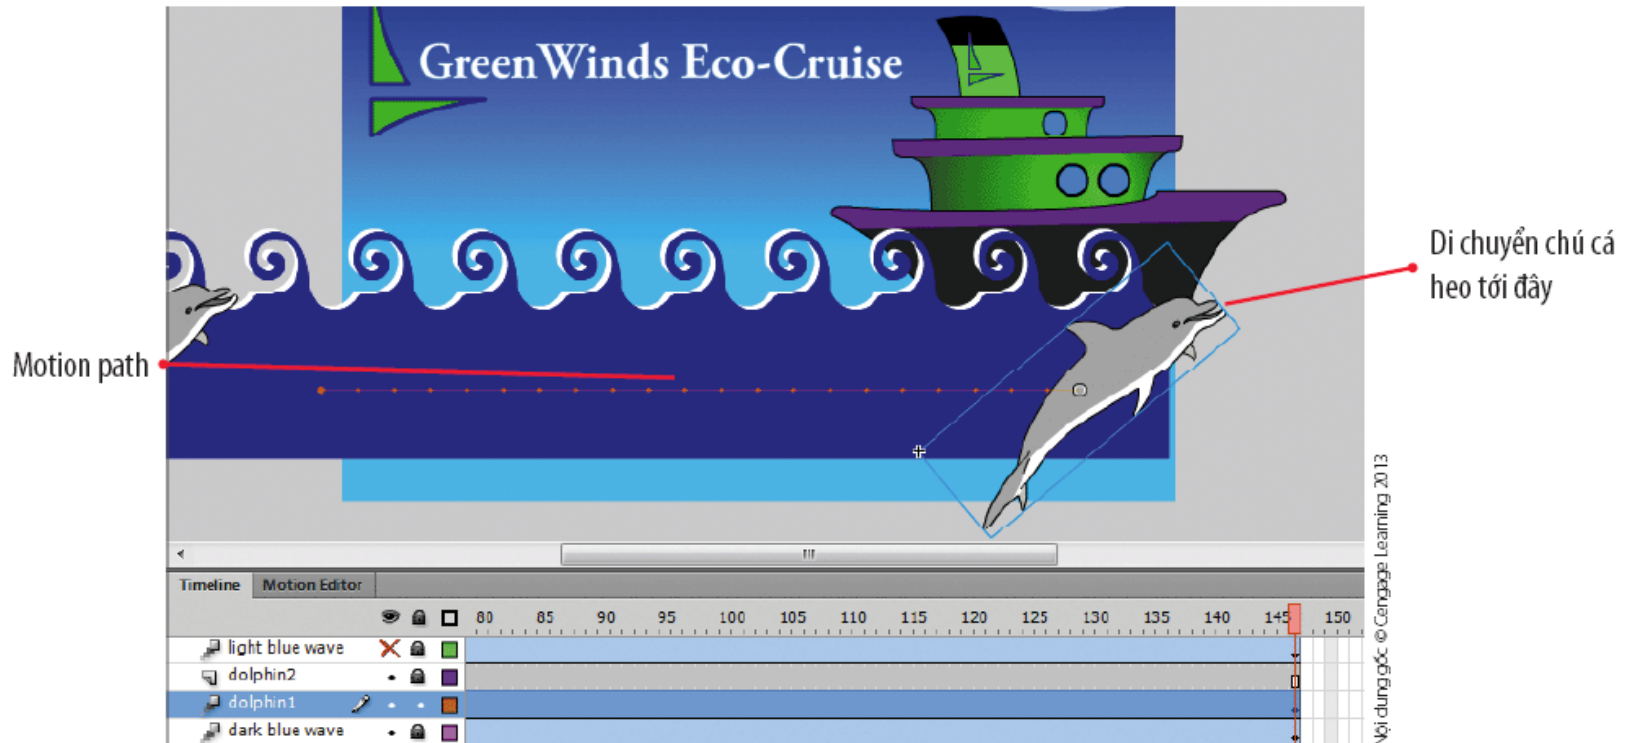 GreenWinds Eco-Cruise
Di chuyển chú cá
heo tới đây
Motion path
Nội dung gốc © Cengage Learning 2013
Timeline
Motion Editor
80 85 90 95 100 105 110 115 120 125 130 135 140 145 150
light blue wave
dolphin2
dolphin1
dark blue wave